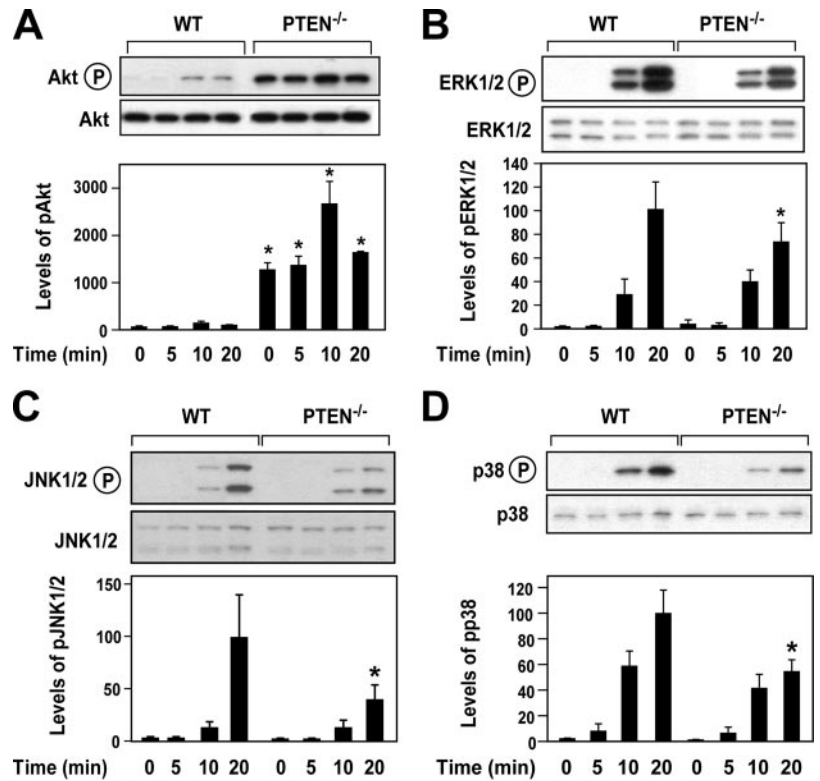 A
WT PTEN-/-
Akt P
Akt
Levels of pAkt
3000
2000
1000
0
* * * *
Time (min) 0 5 10 20 0 5 10 20
B
WT PTEN-/-
ERK1/2 P
ERK1/2
Levels of pERK1/2
140
120
100
80
60
40
20
0
*
Time (min) 0 5 10 20 0 5 10 20
C
WT PTEN-/-
JNK1/2 P
JNK1/2
Levels of pJNK1/2
150
100
50
0
*
Time (min) 0 5 10 20 0 5 10 20
D
WT PTEN-/-
p38 P
p38
Levels of pp38
120
100
80
60
40
20
0
*
Time (min) 0 5 10 20 0 5 10 20